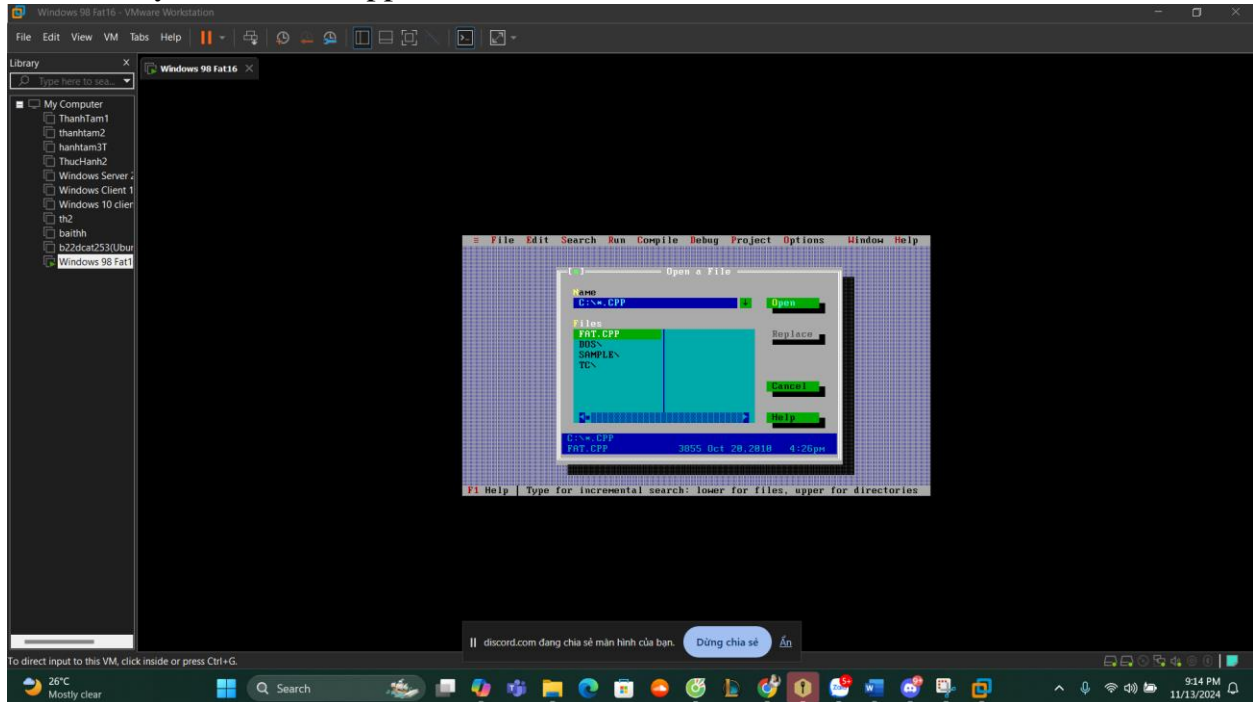 Windows 98 Fat16 - VMware Workstation
File Edit View VM Tabs Help
Library
Type here to sea...
My Computer
ThanhTam1
thanhtam2
hanhtam3T
ThucHanh2
Windows Server 2
Windows Client 1
Windows 10 clien
th2
baithh
b22dcat253(Ubur
Windows 98 Fat1
Windows 98 Fat16
File Edit Search Run Compile Debug Project Options Window Help
Open a File
Name
C:\*.CPP
Open
Files
FAT.CPP
DOS\
SAMPLE\
TC\
Replace
Cancel
Help
C:\*.CPP
FAT.CPP 3055 Oct 20,2010 4:26pm
F1 Help | Type for incremental search: lower for files, upper for directories
discord.com đang chia sẻ màn hình của bạn. Dừng chia sẻ Ẩn
To direct input to this VM, click inside or press Ctrl+G.
26°C
Mostly clear
Search
9:14 PM
11/13/2024